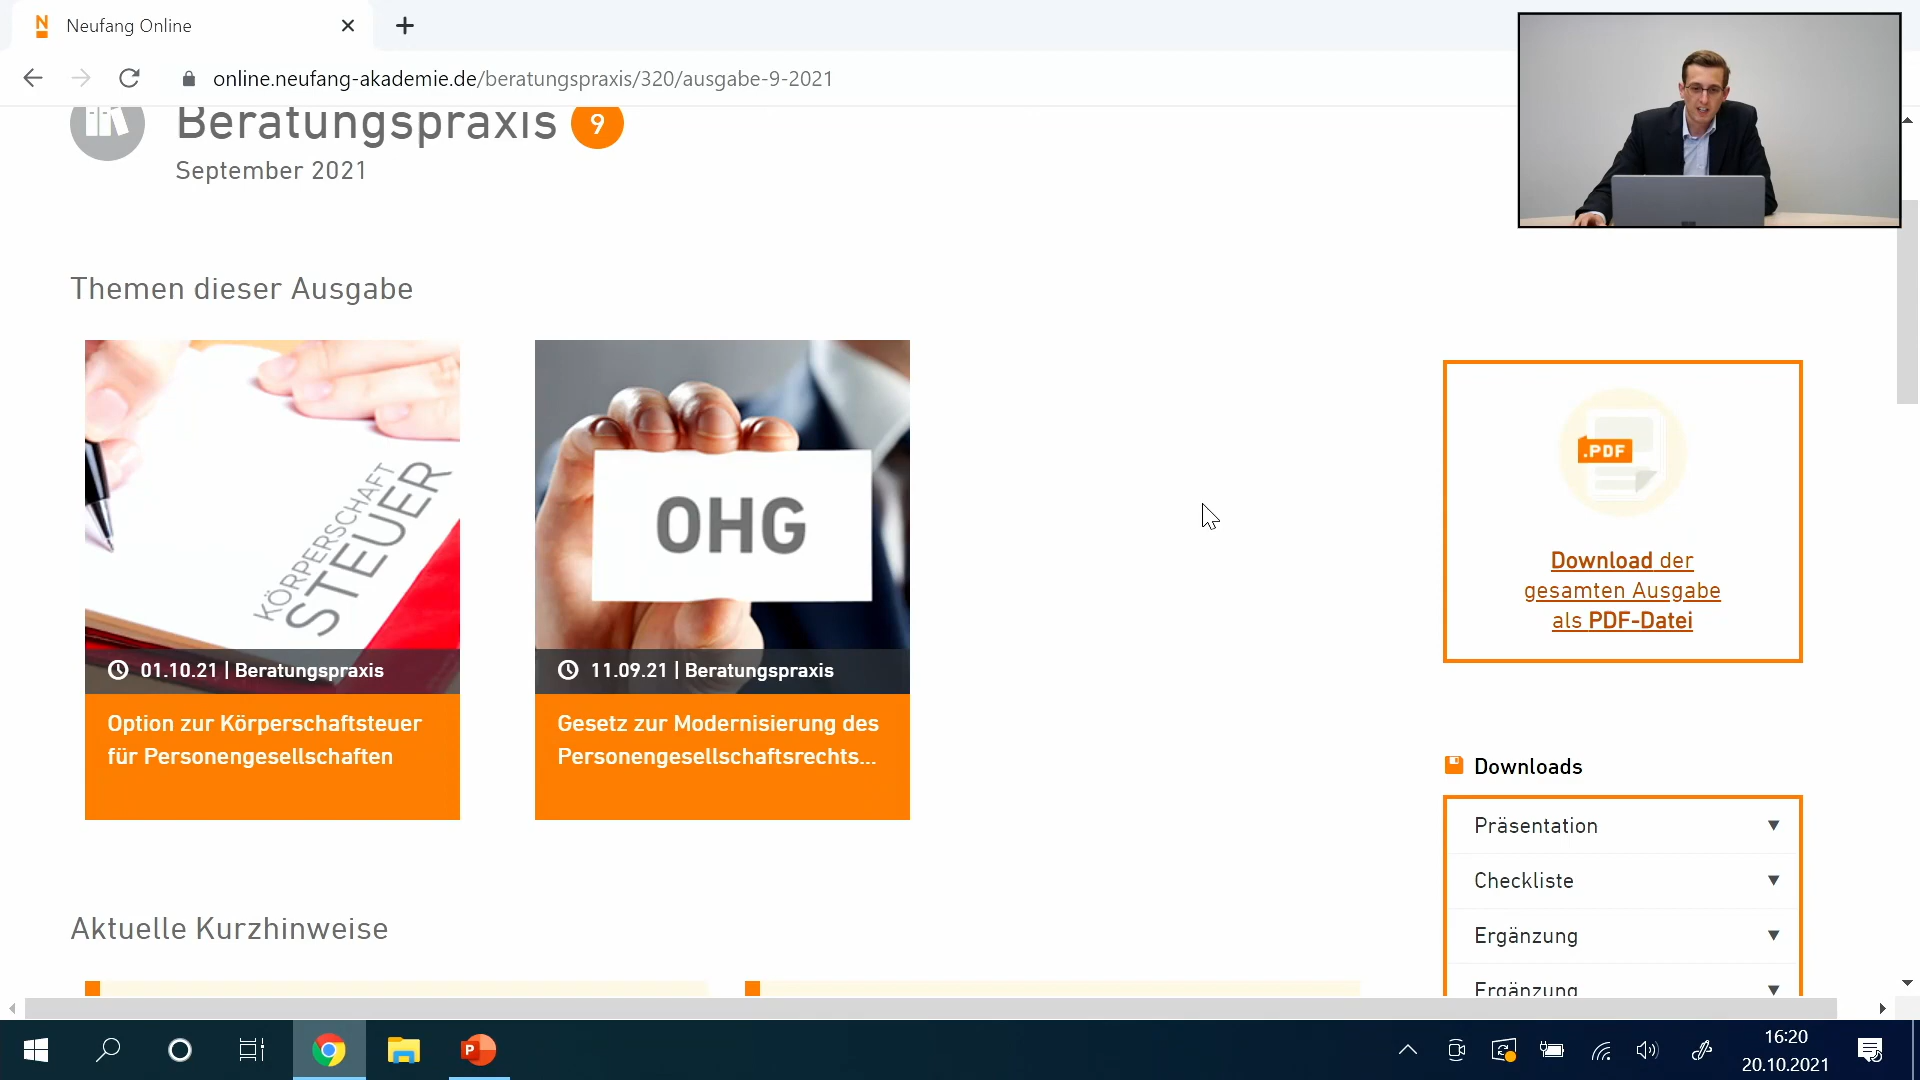 Neufang Online
online.neufang-akademie.de/beratungspraxis/320/ausgabe-9-2021
Beratungspraxis 9
September 2021
Themen dieser Ausgabe
KÖRPERSCHAFT
STEUER
01.10.21 | Beratungspraxis
Option zur Körperschaftsteuer
für Personengesellschaften
OHG
11.09.21 | Beratungspraxis
Gesetz zur Modernisierung des
Personengesellschaftsrechts...
.PDF
Download der
gesamten Ausgabe
als PDF-Datei
Downloads
Präsentation
Checkliste
Ergänzung
Ergänzung
Aktuelle Kurzhinweise
16:20
20.10.2021